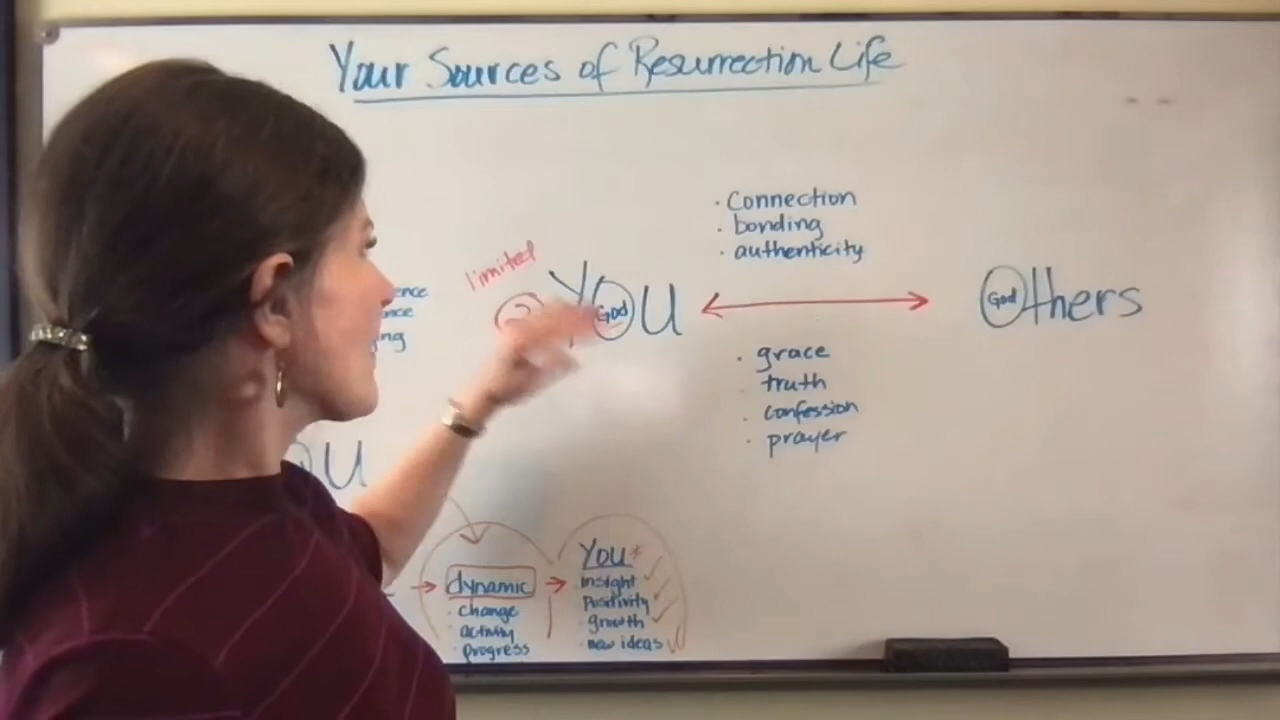 Your Sources of Resurrection Life
· Connection
· bonding
· authenticity
limited
YOU
God
Others
God
· grace
· truth
· confession
· prayer
dynamic
· change
· activity
· progress
You*
· insight
· Positivity
· growth
· new ideas